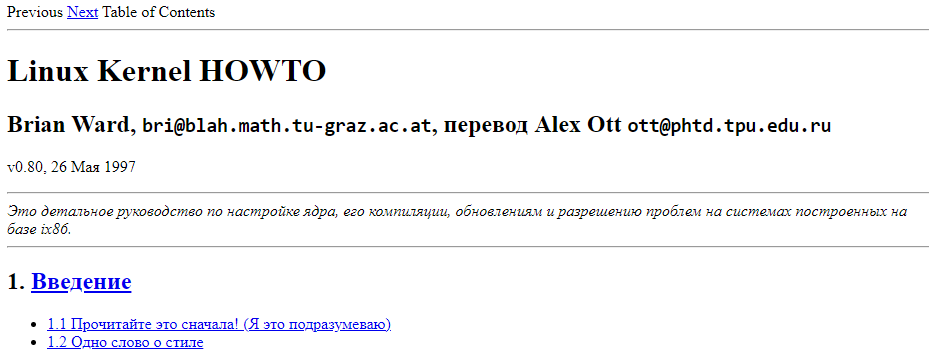 Previous Next Table of Contents
Linux Kernel HOWTO
Brian Ward, bri@blah.math.tu-graz.ac.at, перевод Alex Ott ott@phtd.tpu.edu.ru
v0.80, 26 Мая 1997
Это детальное руководство по настройке ядра, его компиляции, обновлениям и разрешению проблем на системах построенных на
базе ix86.
1. Введение
1.1 Прочитайте это сначала! (Я это подразумеваю)
1.2 Одно слово о стиле